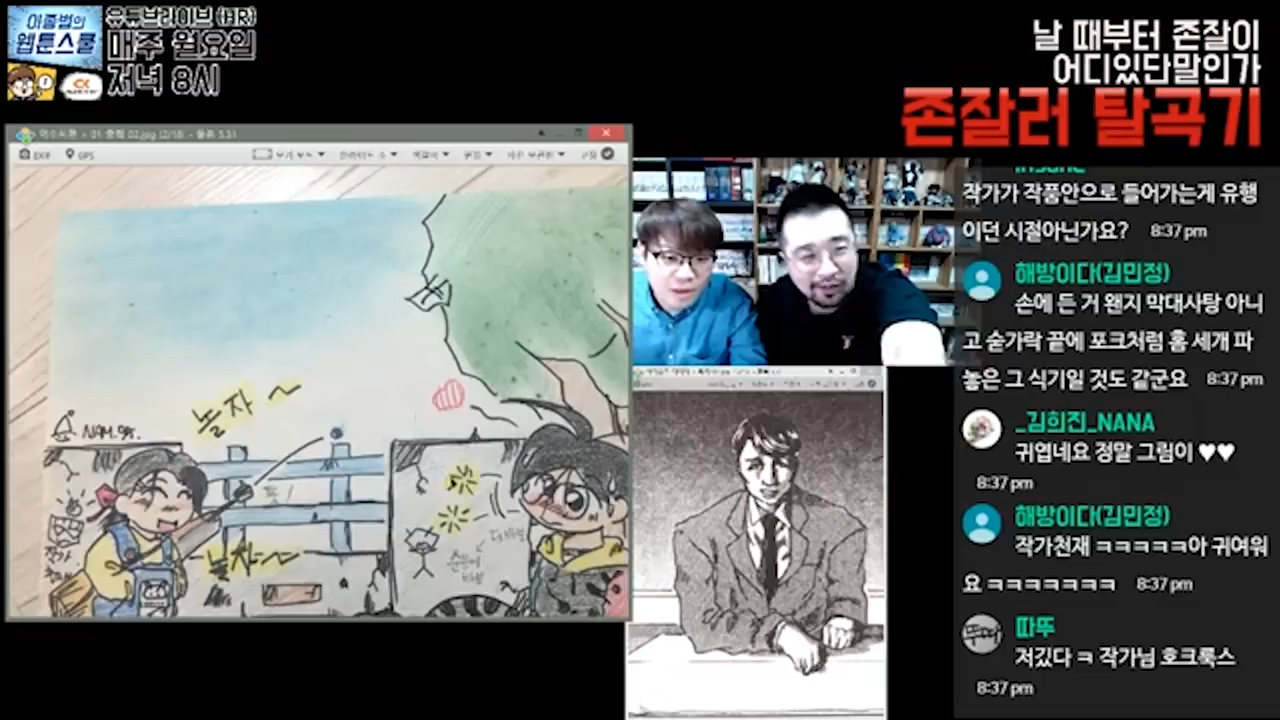 이종범의
웹툰스쿨
유튜브라이브 (HR)
매주 월요일
저녁 8시
날 때부터 존잘이
어디있단말인가
존잘러 탈곡기
EXIF
GPS
놀자~
NAM.98.
놀자~
작가가 작품안으로 들어가는게 유행
이던 시절아닌가요? 8:37 pm
해방이다(김민정)
손에 든 거 왠지 막대사탕 아니
고 숟가락 끝에 포크처럼 홈 세개 파
놓은 그 식기일 것도 같군요 8:37 pm
_김희진_NANA
귀엽네요 정말 그림이 ♥♥
8:37 pm
해방이다(김민정)
작가천재 ㅋㅋㅋㅋㅋ아 귀여워
요 ㅋㅋㅋㅋㅋㅋㅋ 8:37 pm
따뚜
저깄다 ㅋ 작가님 호크룩스
8:37 pm